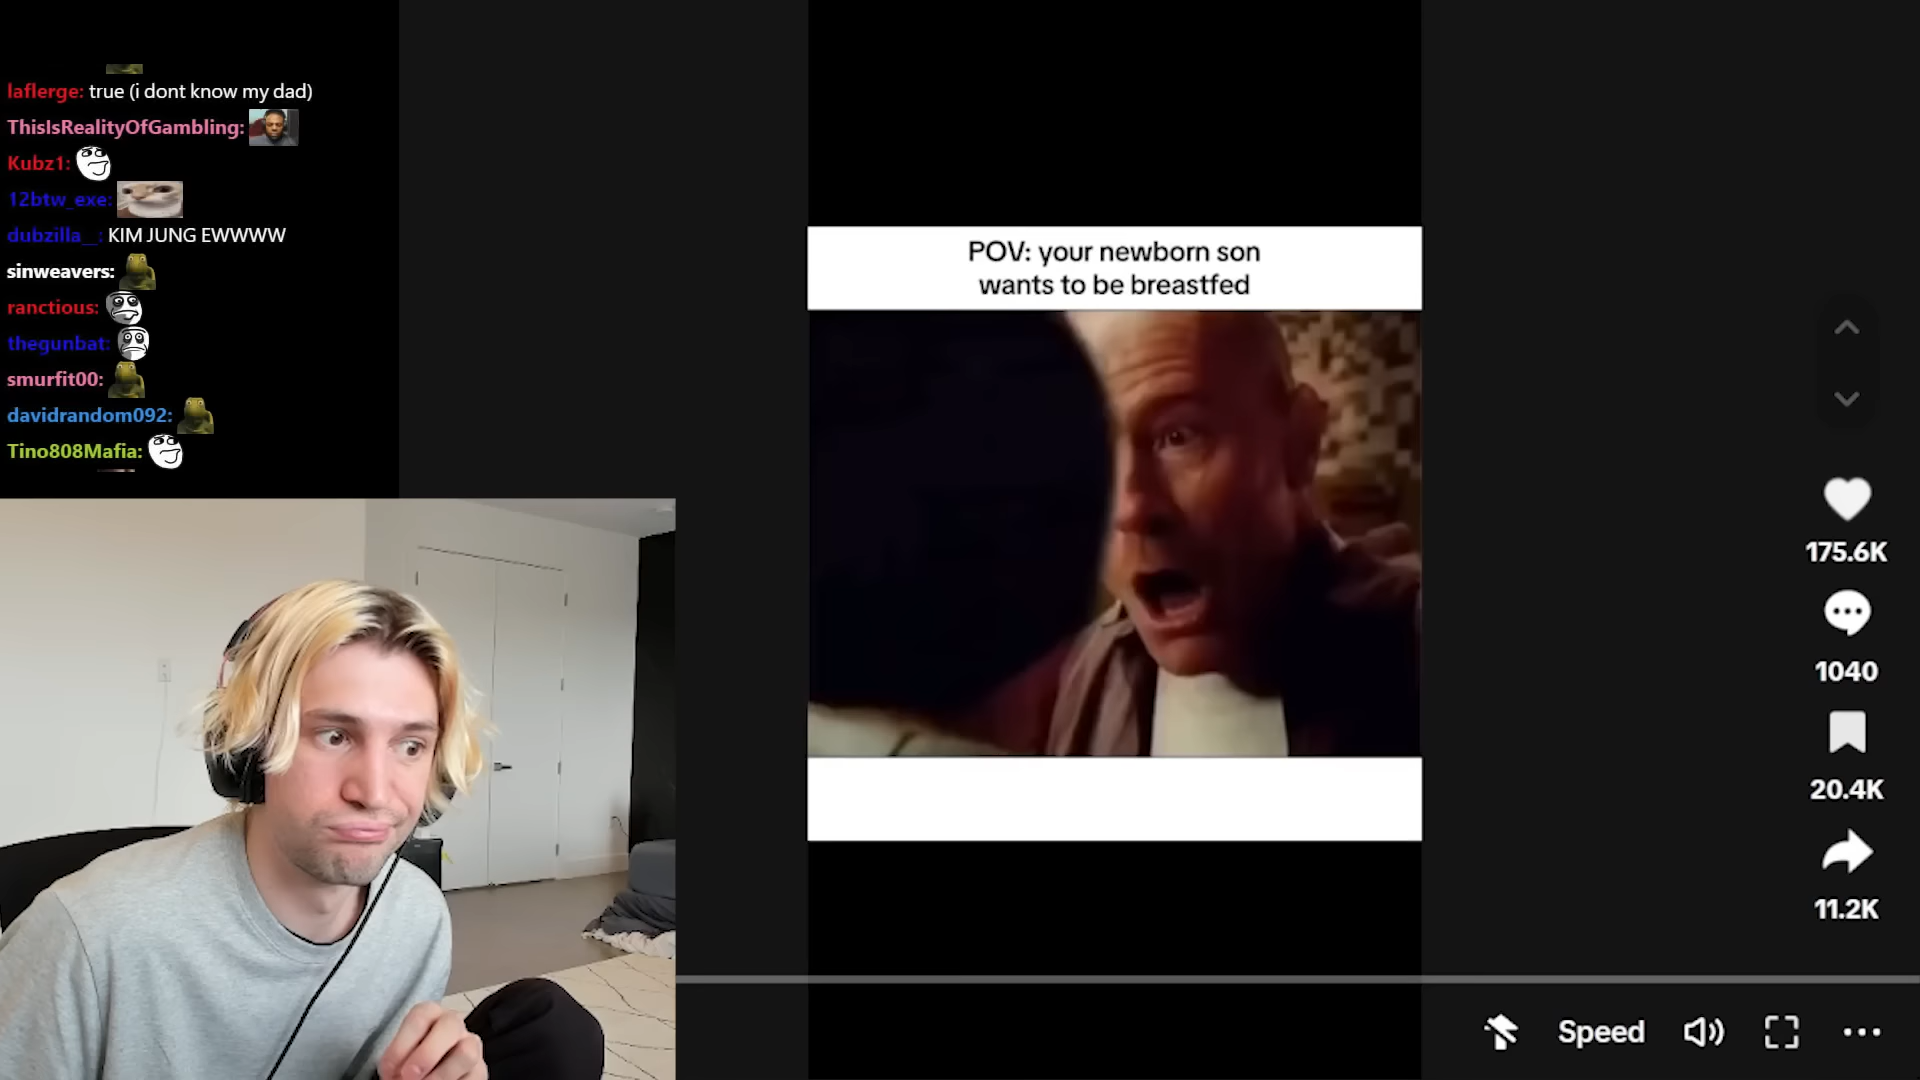 laflerge: true (i dont know my dad)
ThisIsRealityOfGambling:
Kubz1:
12btw_exe:
dubzilla__: KIM JUNG EWWWW
sinweavers:
ranctious:
thegunbat:
smurfit00:
davidrandom092:
Tino808Mafia:
POV: your newborn son
wants to be breastfed
175.6K
1040
20.4K
11.2K
Speed